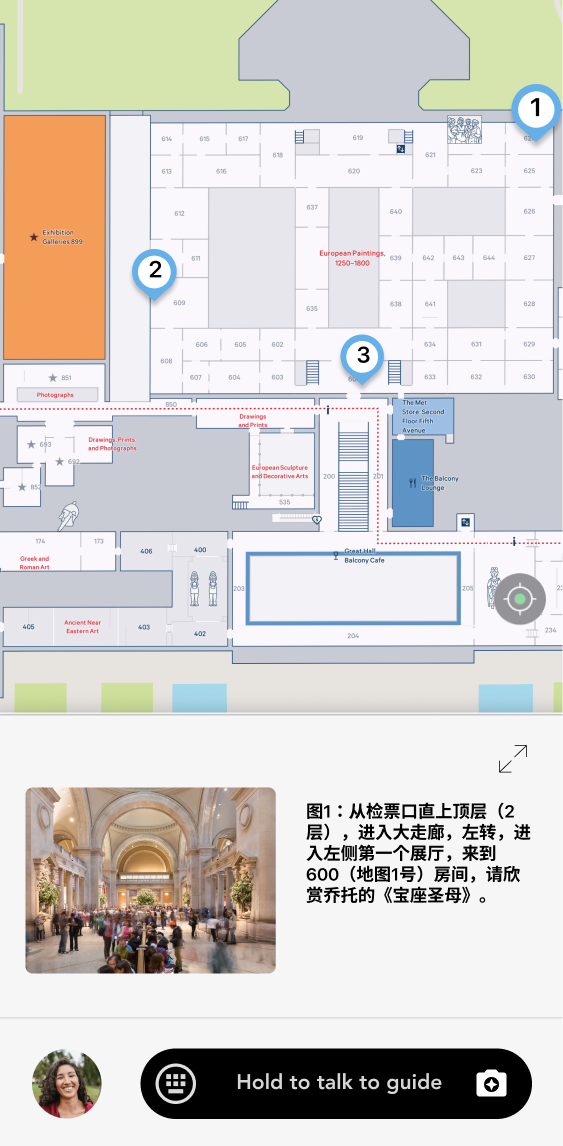 1
614
615
617
618
619
621
613
616
620
623
625
612
637
640
626
Exhibition
Galleries 899
2
611
European Paintings,
1250–1800
639
642
643
644
627
609
635
638
641
628
606
605
602
634
631
629
608
3
607
604
603
633
632
630
851
Photographs
850
Drawings
and Prints
The Met
Store: Second
Floor Fifth
Avenue
693
Drawings, Prints,
and Photographs
692
European Sculpture
and Decorative Arts
200
201
The Balcony
Lounge
852
535
174
173
406
400
Great Hall
Balcony Cafe
Greek and
Roman Art
203
205
405
Ancient Near
Eastern Art
403
402
204
234
图1：从检票口直上顶层（2
层），进入大走廊，左转，进
入左侧第一个展厅，来到
600（地图1号）房间，请欣
赏乔托的《宝座圣母》。
Hold to talk to guide